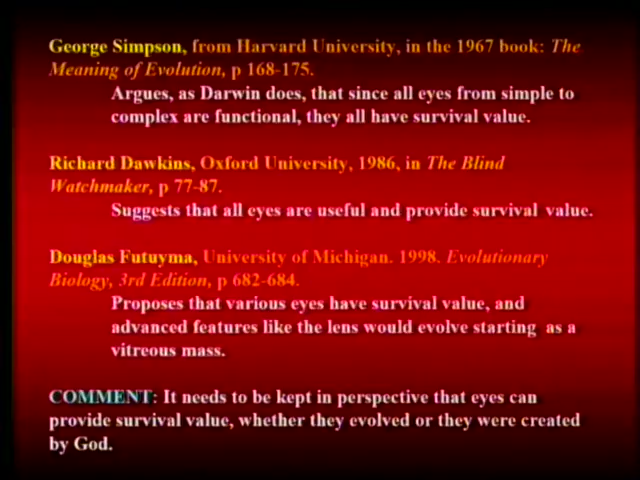 George Simpson, from Harvard University, in the 1967 book: The
Meaning of Evolution, p 168-175.
Argues, as Darwin does, that since all eyes from simple to
complex are functional, they all have survival value.
Richard Dawkins, Oxford University, 1986, in The Blind
Watchmaker, p 77-87.
Suggests that all eyes are useful and provide survival value.
Douglas Futuyma, University of Michigan. 1998. Evolutionary
Biology, 3rd Edition, p 682-684.
Proposes that various eyes have survival value, and
advanced features like the lens would evolve starting as a
vitreous mass.
COMMENT: It needs to be kept in perspective that eyes can
provide survival value, whether they evolved or they were created
by God.